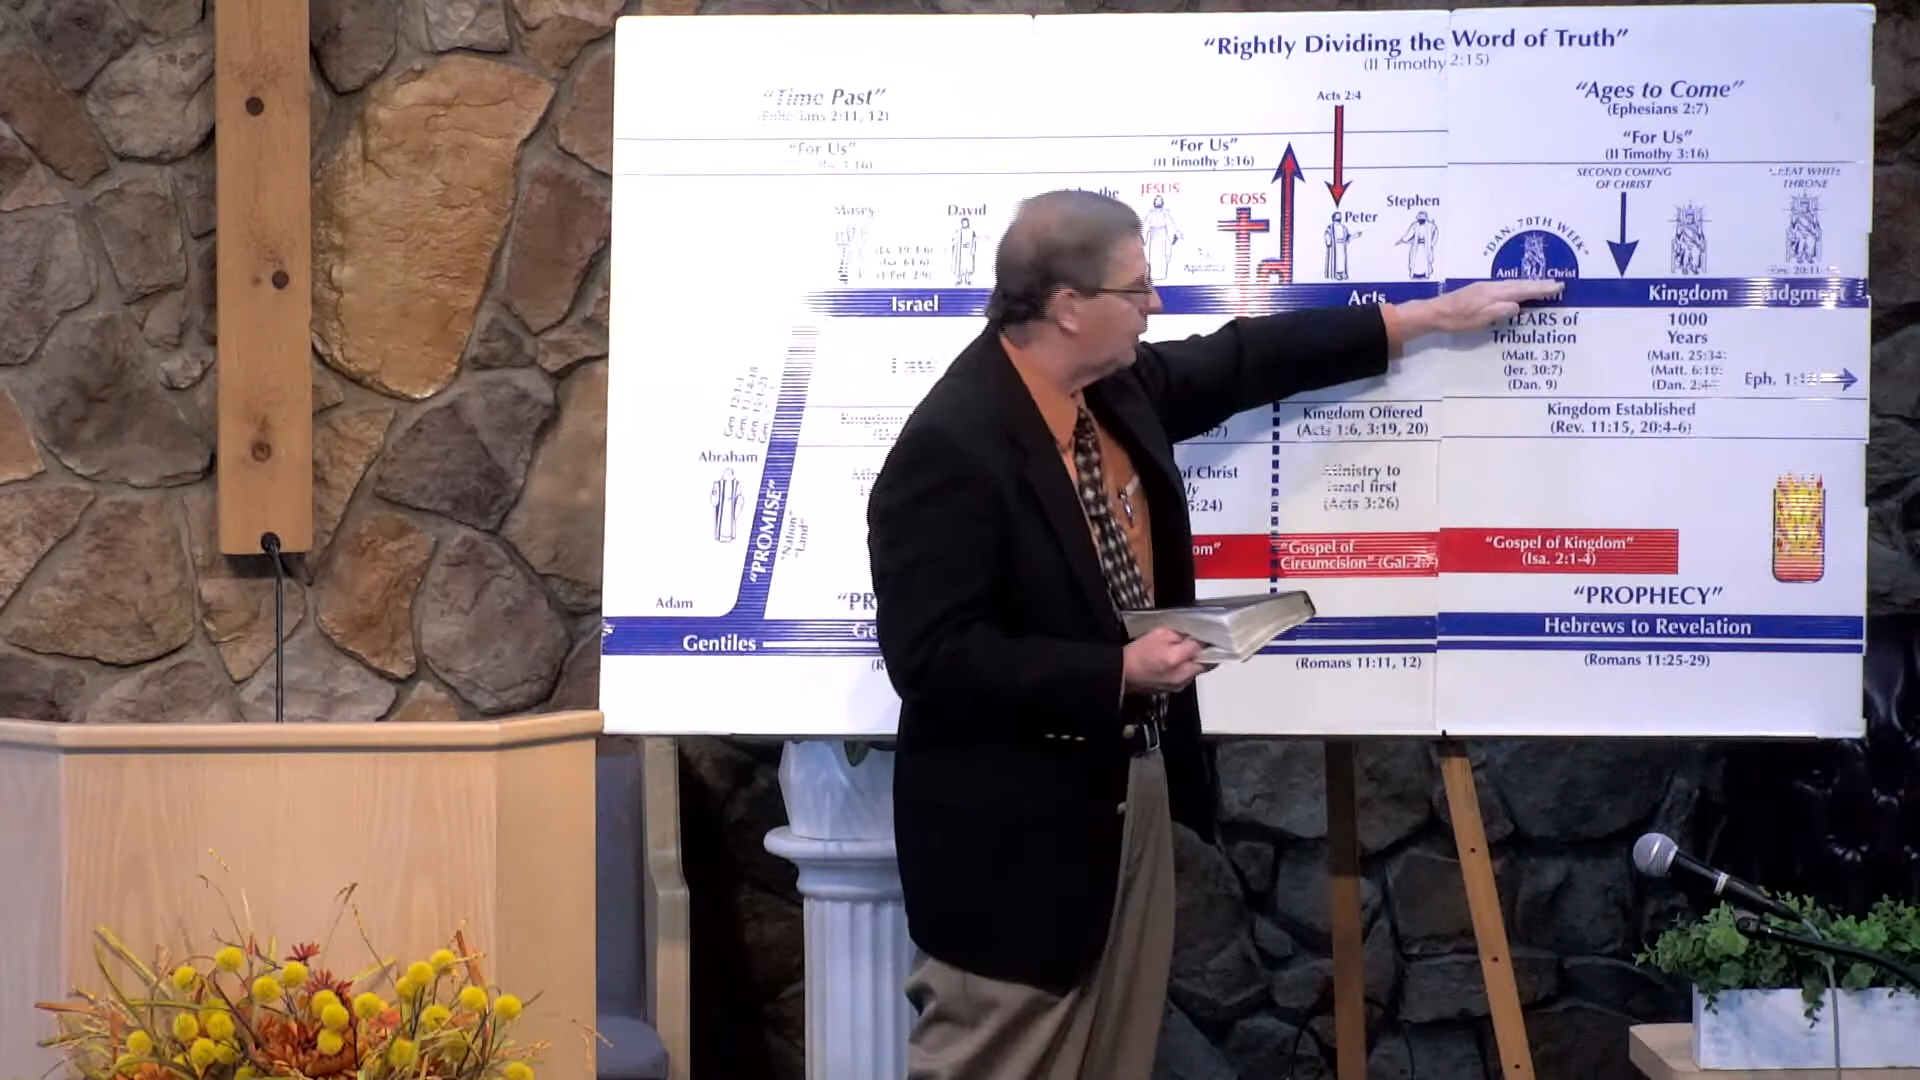 “Rightly Dividing the Word of Truth”
(II Timothy 2:15)
“Time Past”
(Ephesians 2:11, 12)
“For Us”
“For Us”
(II Timothy 3:16)
Acts 2:4
“Ages to Come”
(Ephesians 2:7)
“For Us”
(II Timothy 3:16)
SECOND COMING
OF CHRIST
GREAT WHITE
THRONE
Moses
David
the
JESUS
CROSS
Peter
Stephen
“DAN. 70TH WEEK”
Anti Christ
Israel
Acts
Kingdom
YEARS of
Tribulation
(Matt. 3:7)
(Jer. 30:7)
(Dan. 9)
1000
Years
(Matt. 25:34
(Matt. 6:10
(Dan. 2:4
Eph. 1:1
Kingdom Offered
(Acts 1:6, 3:19, 20)
Kingdom Established
(Rev. 11:15, 20:4-6)
Abraham
“PROMISE”
“Nation”
“Land”
of Christ
Ministry to
Israel first
(Acts 3:26)
“Gospel of
Circumcision” (Gal. 2:7)
“Gospel of Kingdom”
(Isa. 2:1-4)
Adam
“PROPHECY”
Gentiles
Hebrews to Revelation
(Romans 11:11, 12)
(Romans 11:25-29)